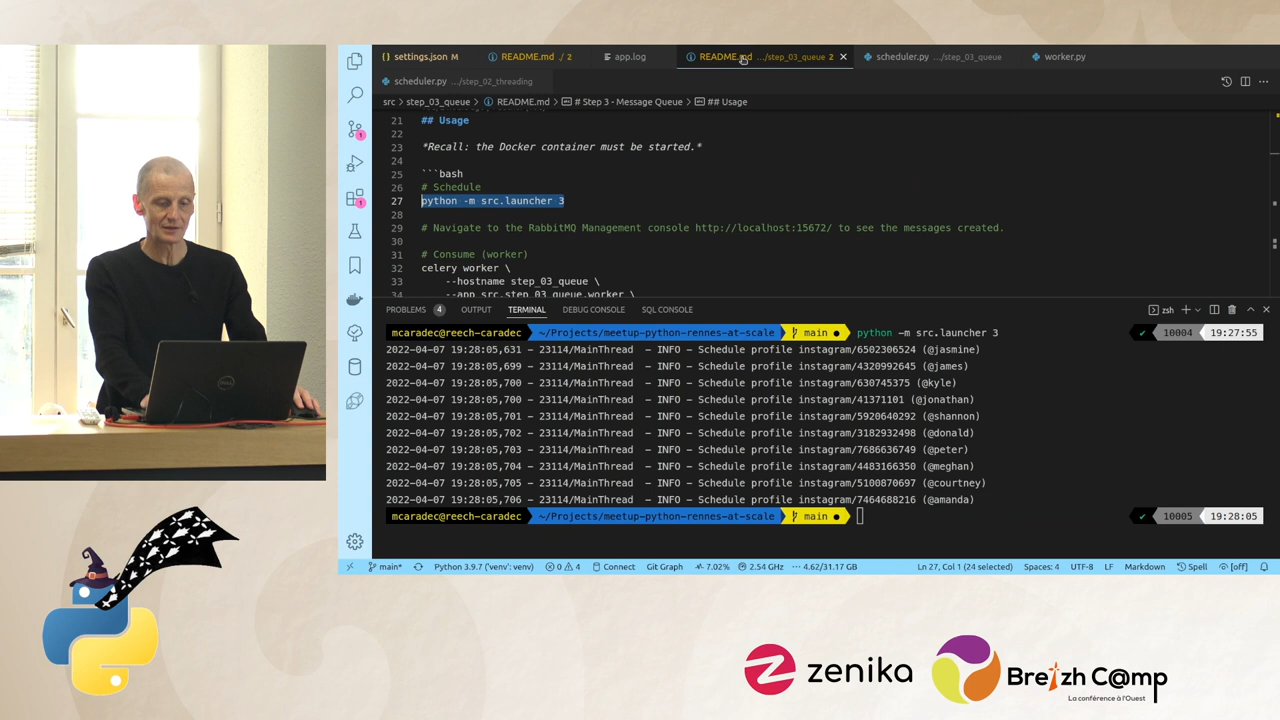 settings.json M
README.md ./ 2
app.log
README.md .../step_03_queue 2
scheduler.py .../step_03_queue
worker.py
scheduler.py .../step_02_threading
src > step_03_queue > README.md > # Step 3 - Message Queue > ## Usage
21 ## Usage
22
23 *Recall: the Docker container must be started.*
24
25 ```bash
26 # Schedule
27 python -m src.launcher 3
28
29 # Navigate to the RabbitMQ Management console http://localhost:15672/ to see the messages created.
30
31 # Consume (worker)
32 celery worker \
33 --hostname step_03_queue \
34 --app src.step_03_queue.worker \
PROBLEMS 4 OUTPUT TERMINAL DEBUG CONSOLE SQL CONSOLE zsh
mcaradec@reech-caradec ~/Projects/meetup-python-rennes-at-scale main ● python -m src.launcher 3 ✔ 10004 19:27:55
2022-04-07 19:28:05,631 - 23114/MainThread - INFO - Schedule profile instagram/6502306524 (@jasmine)
2022-04-07 19:28:05,699 - 23114/MainThread - INFO - Schedule profile instagram/4320992645 (@james)
2022-04-07 19:28:05,700 - 23114/MainThread - INFO - Schedule profile instagram/630745375 (@kyle)
2022-04-07 19:28:05,700 - 23114/MainThread - INFO - Schedule profile instagram/41371101 (@jonathan)
2022-04-07 19:28:05,701 - 23114/MainThread - INFO - Schedule profile instagram/5920640292 (@shannon)
2022-04-07 19:28:05,702 - 23114/MainThread - INFO - Schedule profile instagram/3182932498 (@donald)
2022-04-07 19:28:05,703 - 23114/MainThread - INFO - Schedule profile instagram/7686636749 (@peter)
2022-04-07 19:28:05,704 - 23114/MainThread - INFO - Schedule profile instagram/4483166350 (@meghan)
2022-04-07 19:28:05,705 - 23114/MainThread - INFO - Schedule profile instagram/5100870697 (@courtney)
2022-04-07 19:28:05,706 - 23114/MainThread - INFO - Schedule profile instagram/7464688216 (@amanda)
mcaradec@reech-caradec ~/Projects/meetup-python-rennes-at-scale main ● ✔ 10005 19:28:05
main* Python 3.9.7 ('venv': venv) 0 4 Connect Git Graph 7.02% 2.54 GHz 4.62/31.17 GB Ln 27, Col 1 (24 selected) Spaces: 4 UTF-8 LF Markdown Spell [off]
DELL
zenika
Breizh C@mp
La conférence à l'Ouest